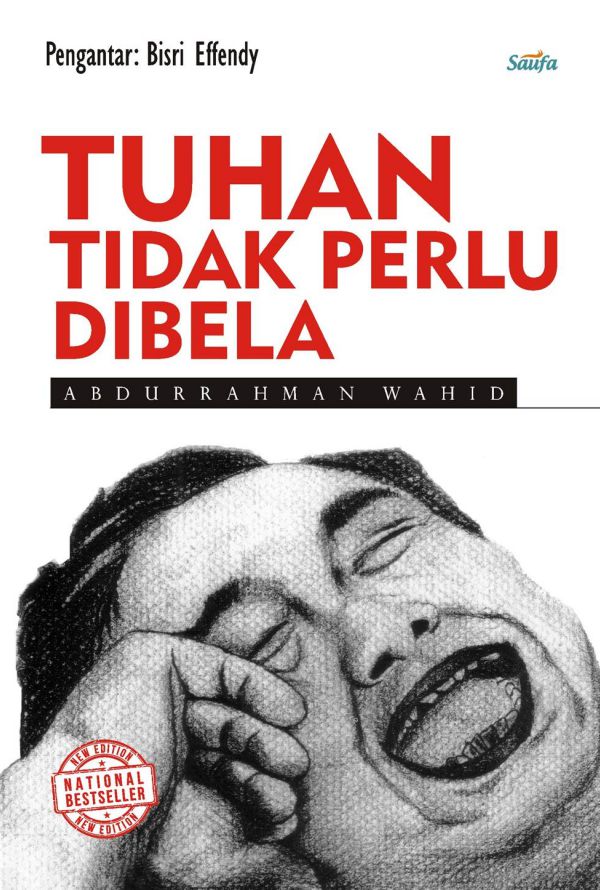 Pengantar: Bisri Effendy
Saufa
TUHAN
TIDAK PERLU
DIBELA
ABDURRAHMAN WAHID
NEW EDITION
NATIONAL
BESTSELLER
NEW EDITION